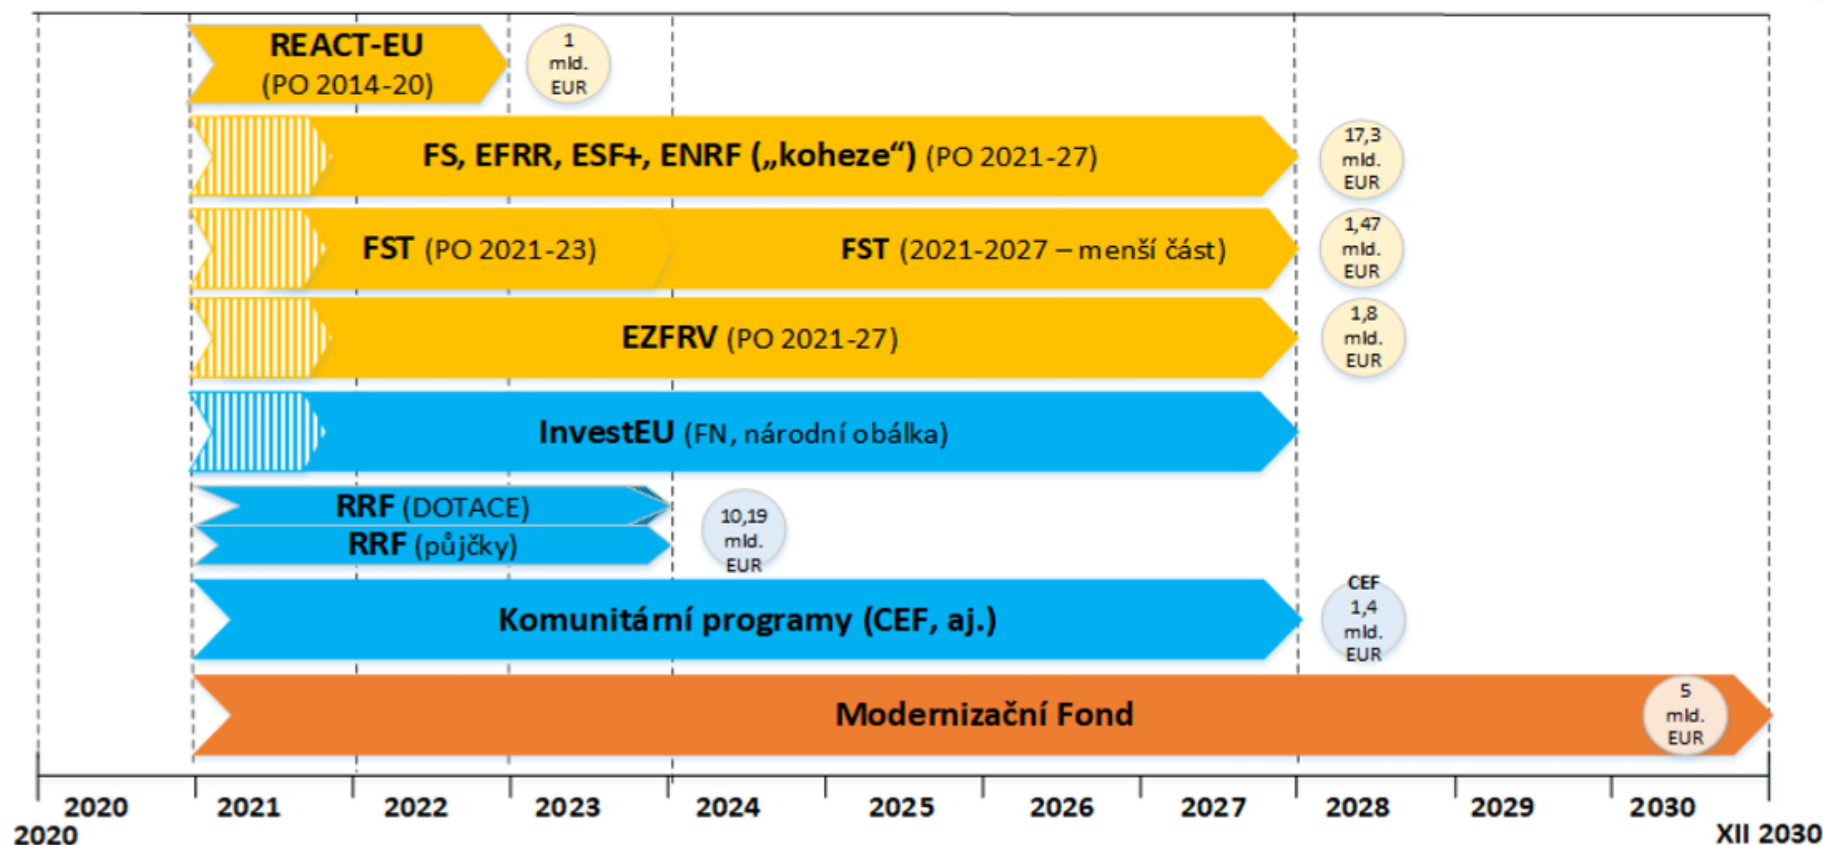 REACT-EU
(PO 2014-20)
1
mld.
EUR
FS, EFRR, ESF+, ENRF („koheze“) (PO 2021-27)
17,3
mld.
EUR
FST (PO 2021-23)
FST (2021-2027 – menší část)
1,47
mld.
EUR
EZFRV (PO 2021-27)
1,8
mld.
EUR
InvestEU (FN, národní obálka)
RRF (DOTACE)
RRF (půjčky)
10,19
mld.
EUR
Komunitární programy (CEF, aj.)
CEF
1,4
mld.
EUR
Modernizační Fond
5
mld.
EUR
2020 2021 2022 2023 2024 2025 2026 2027 2028 2029 2030
2020
XII 2030